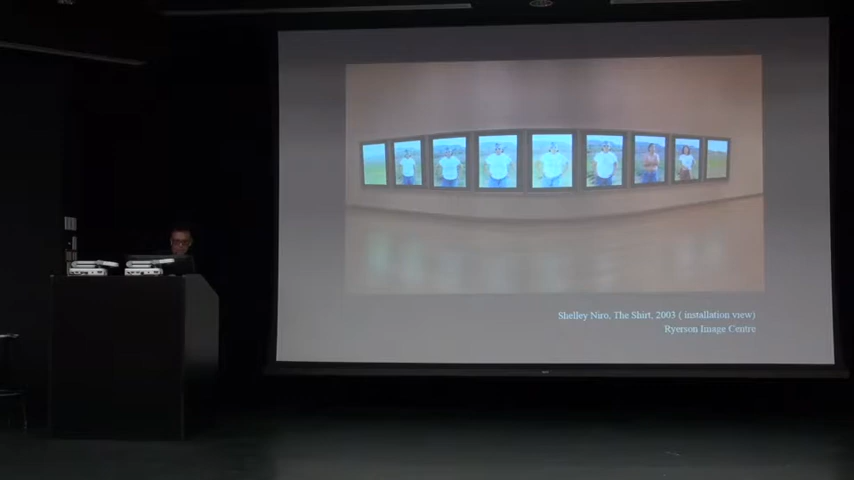 Shelley Niro, The Shirt, 2003 ( installation view)
Ryerson Image Centre